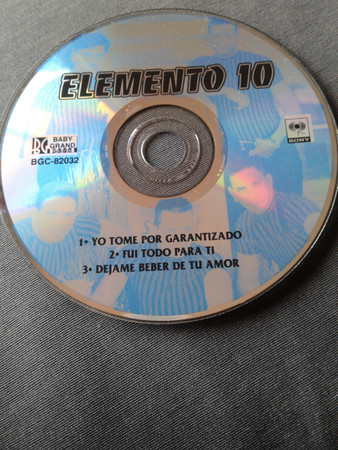 ELEMENTO 10
BG BABY
GRAND
BGC-82032
SONY
1• YO TOME POR GARANTIZADO
2• FUI TODO PARA TI
3• DEJAME BEBER DE TU AMOR